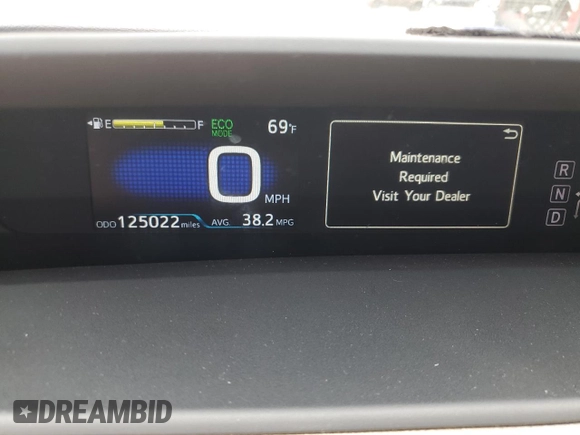 E F ECO MODE 69°F
0 MPH
ODO 125022 miles AVG. 38.2 MPG
Maintenance
Required
Visit Your Dealer
R
N
D
DREAMBID